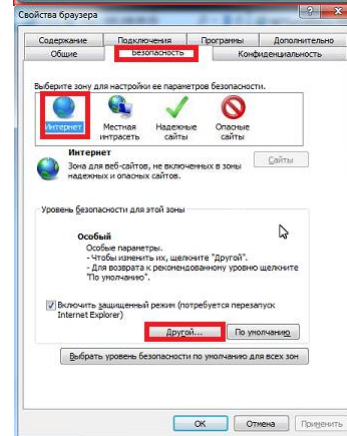 Свойства браузера
Содержание Подключения Программы Дополнительно
Общие Безопасность Конфиденциальность
Выберите зону для настройки ее параметров безопасности.
Интернет Местная интрасеть Надежные сайты Опасные сайты
Интернет
Зона для веб-сайтов, не включенных в зоны надежных и опасных сайтов.
Сайты
Уровень безопасности для этой зоны
Особый
Особые параметры.
- Чтобы изменить их, щелкните "Другой".
- Для возврата к рекомендованному уровню щелкните
"По умолчанию".
Включить защищенный режим (потребуется перезапуск
Internet Explorer)
Другой... По умолчанию
Выбрать уровень безопасности по умолчанию для всех зон
ОК Отмена Применить